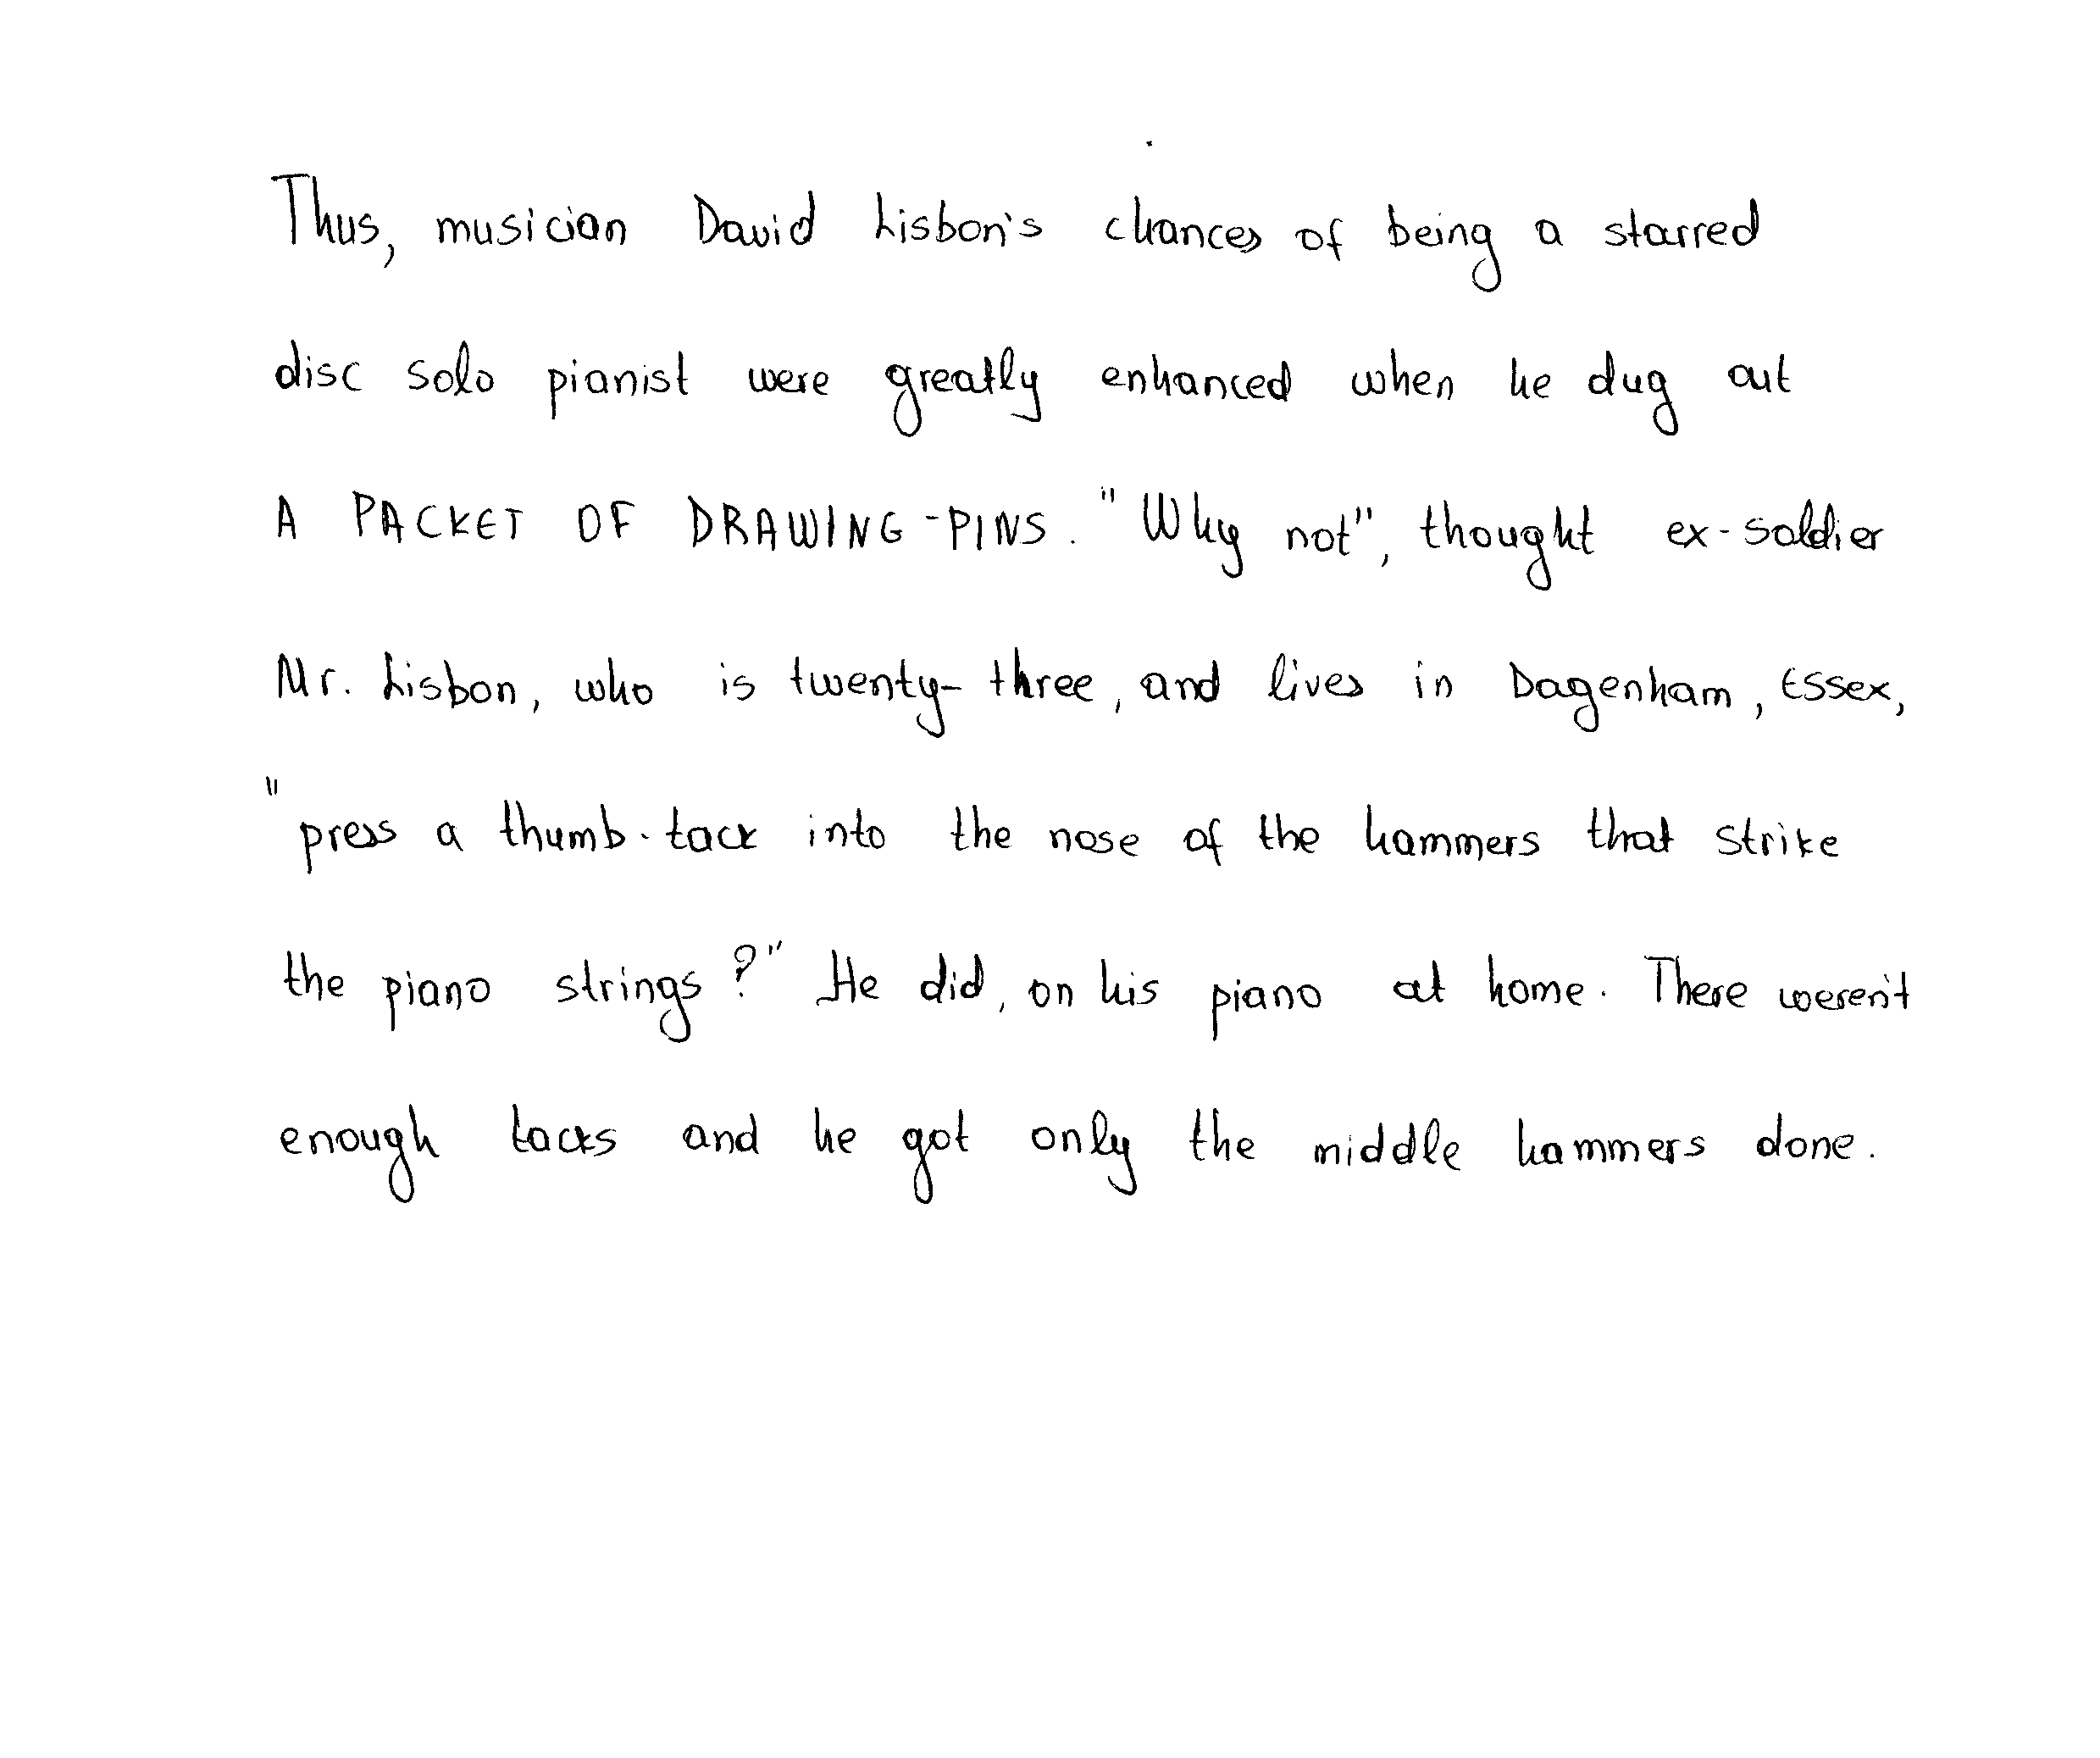 Thus, musician David Lisbon's chances of being a starred
disc solo pianist were greatly enhanced when he dug out
A PACKET OF DRAWING-PINS. "Why not", thought ex-soldier
Mr. Lisbon, who is twenty-three, and lives in Dagenham, Essex,
"press a thumb-tack into the nose of the hammers that strike
the piano strings?" He did, on his piano at home. There weren't
enough tacks and he got only the middle hammers done.